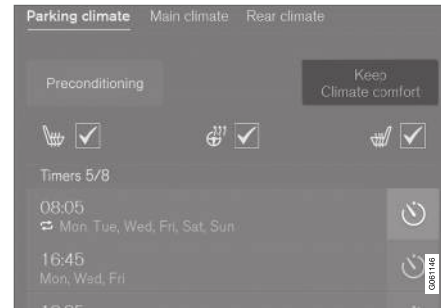 Parking climate Main climate Rear climate
Preconditioning
Keep
Climate comfort
Timers 5/8
08:05
Mon, Tue, Wed, Fri, Sat, Sun
16:45
Mon, Wed, Fri
G061146